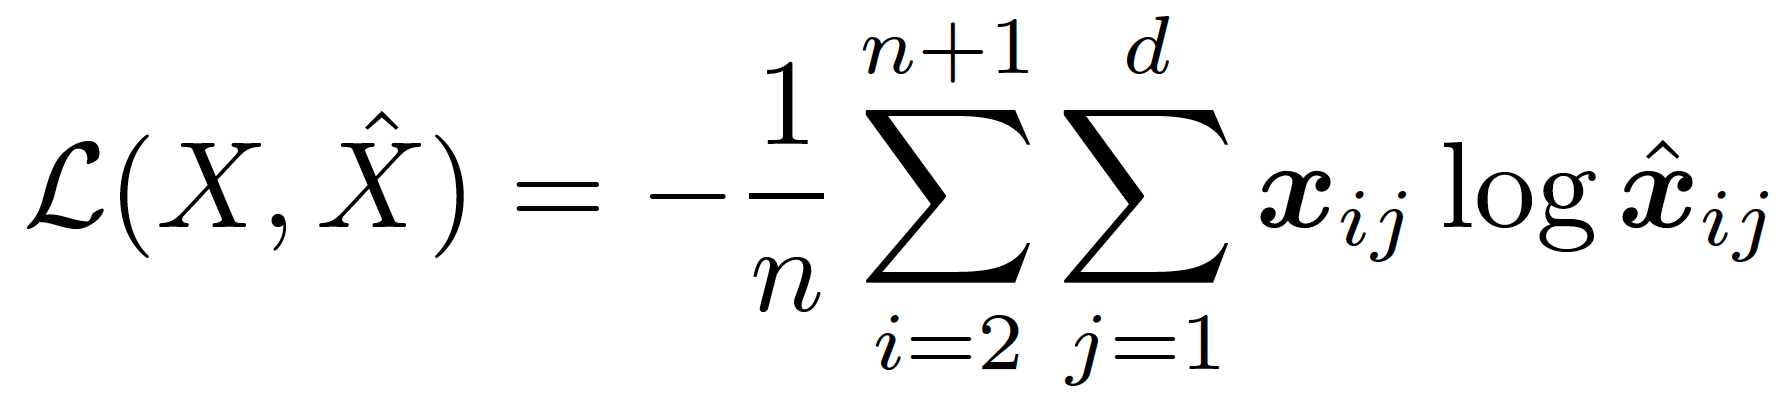 $\mathcal{L}(X, \hat{X}) = -\frac{1}{n} \sum_{i=2}^{n+1} \sum_{j=1}^{d} \boldsymbol{x}_{ij} \log \hat{\boldsymbol{x}}_{ij}$